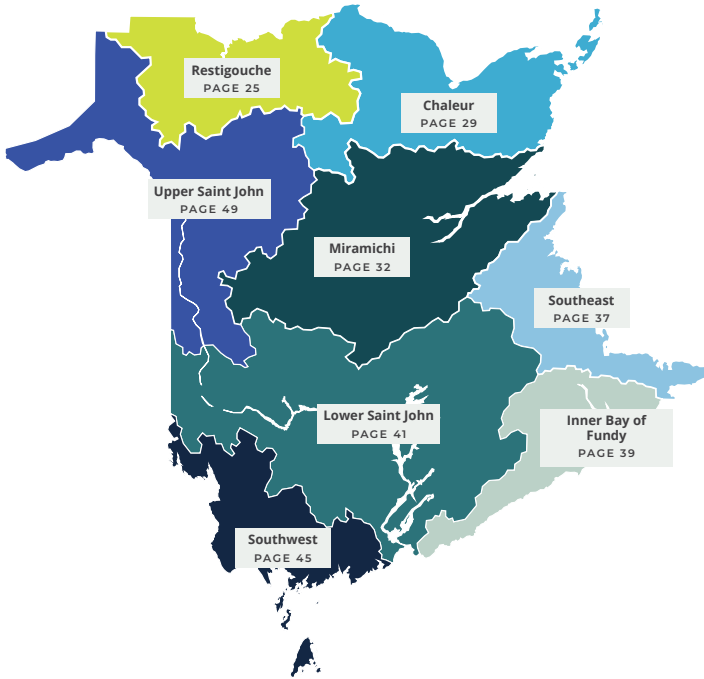 Restigouche
PAGE 25
Chaleur
PAGE 29
Upper Saint John
PAGE 49
Miramichi
PAGE 32
Southeast
PAGE 37
Lower Saint John
PAGE 41
Inner Bay of
Fundy
PAGE 39
Southwest
PAGE 45